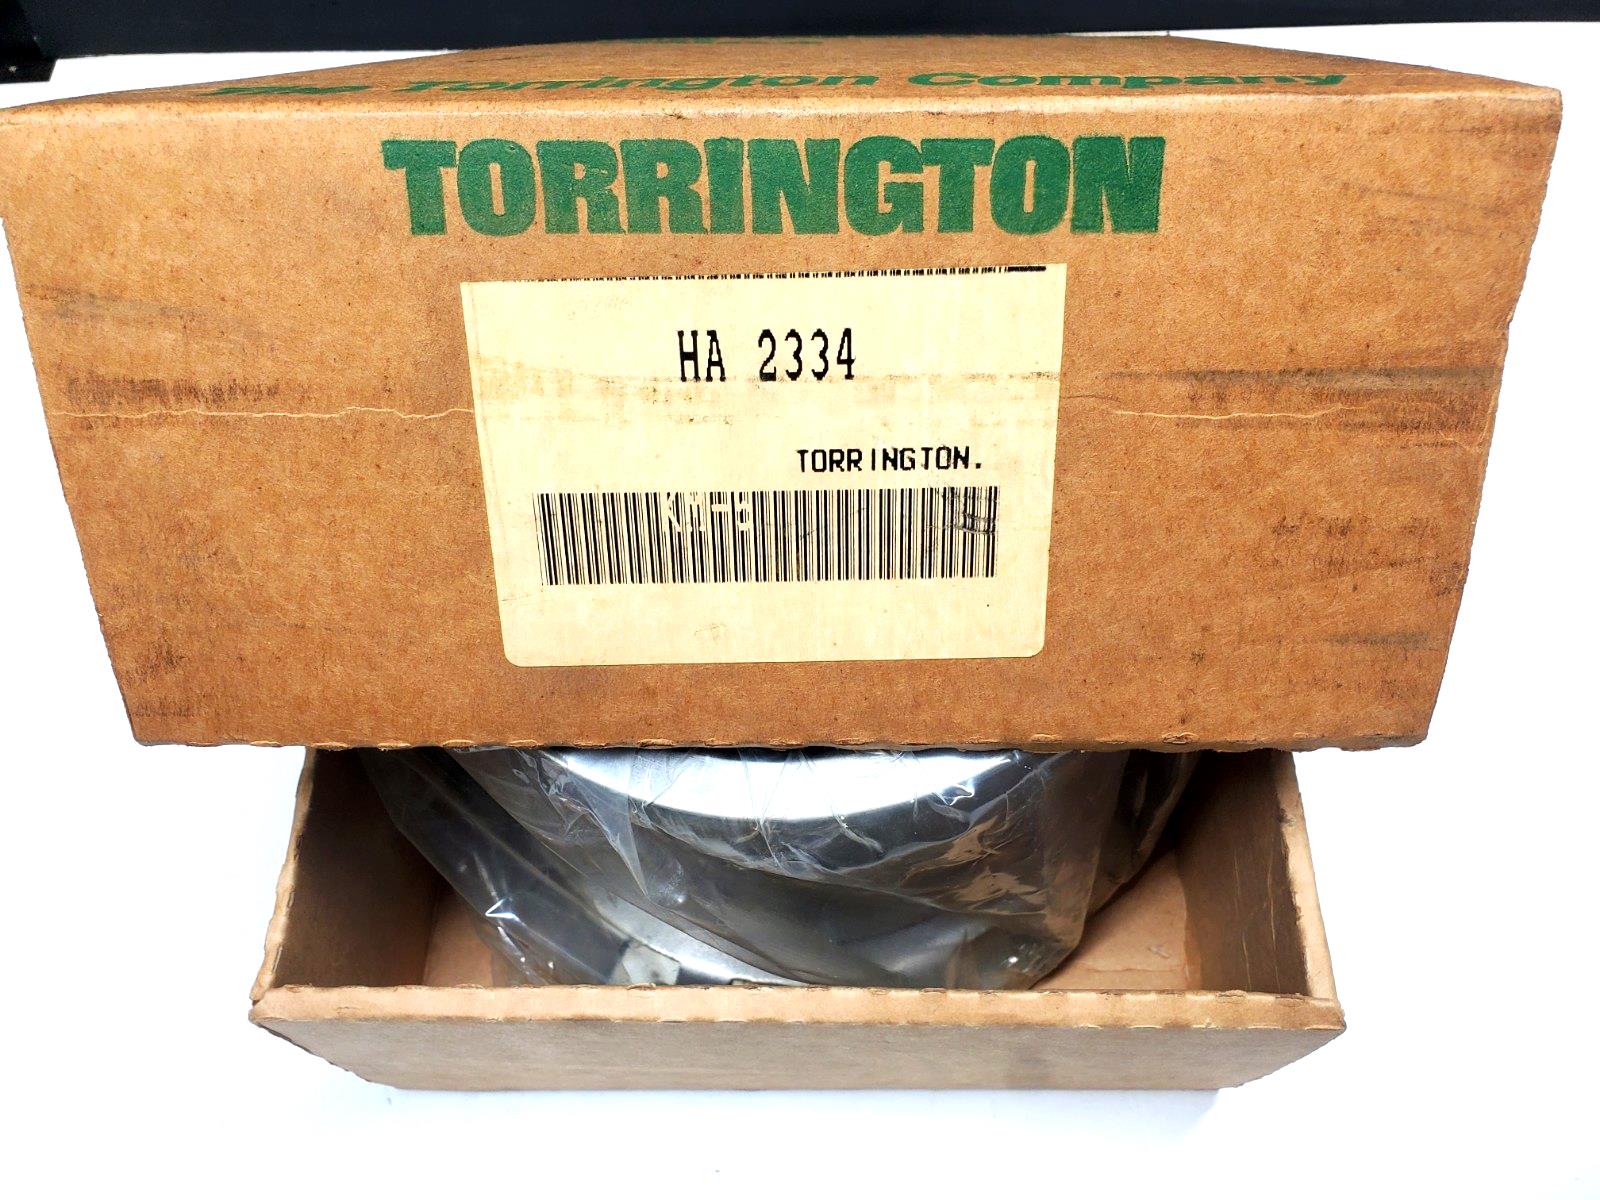 The Torrington Company
TORRINGTON
HA 2334
TORRINGTON.